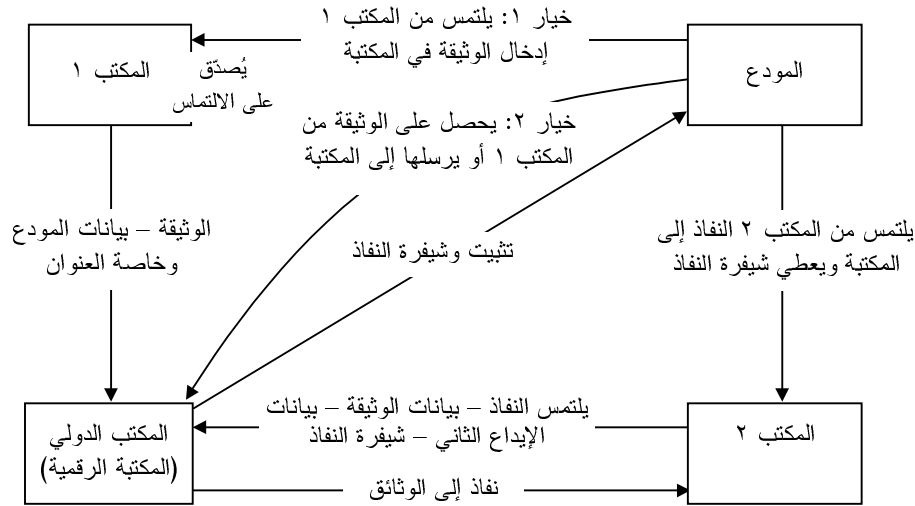 خيار ١: يلتمس من المكتب ١
إدخال الوثيقة في المكتبة
المودع
المكتب ١
يُصدّق
على الالتماس
خيار ٢: يحصل على الوثيقة من
المكتب ١ أو يرسلها إلى المكتبة
يلتمس من المكتب ٢ النفاذ إلى
المكتبة ويعطي شيفرة النفاذ
تثبيت وشيفرة النفاذ
الوثيقة – بيانات المودع
وخاصة العنوان
يلتمس النفاذ – بيانات الوثيقة – بيانات
الإيداع الثاني – شيفرة النفاذ
المكتب ٢
المكتب الدولي
(المكتبة الرقمية)
نفاذ إلى الوثائق